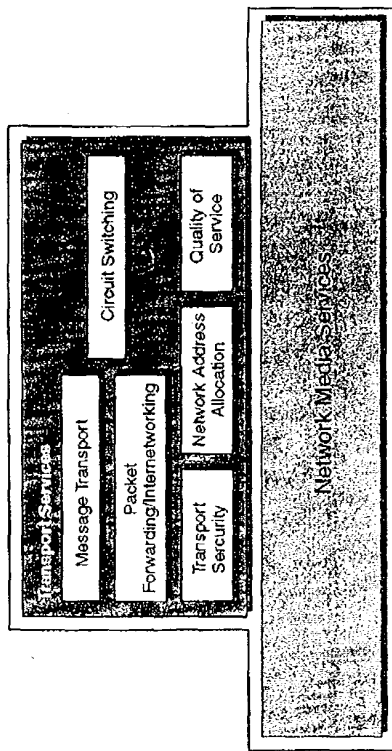 Transport Services
Message Transport
Circuit Switching
Packet
Forwarding/Internetworking
Transport
Sercurity
Network Address
Allocation
Quality of
Service
Network Media Services